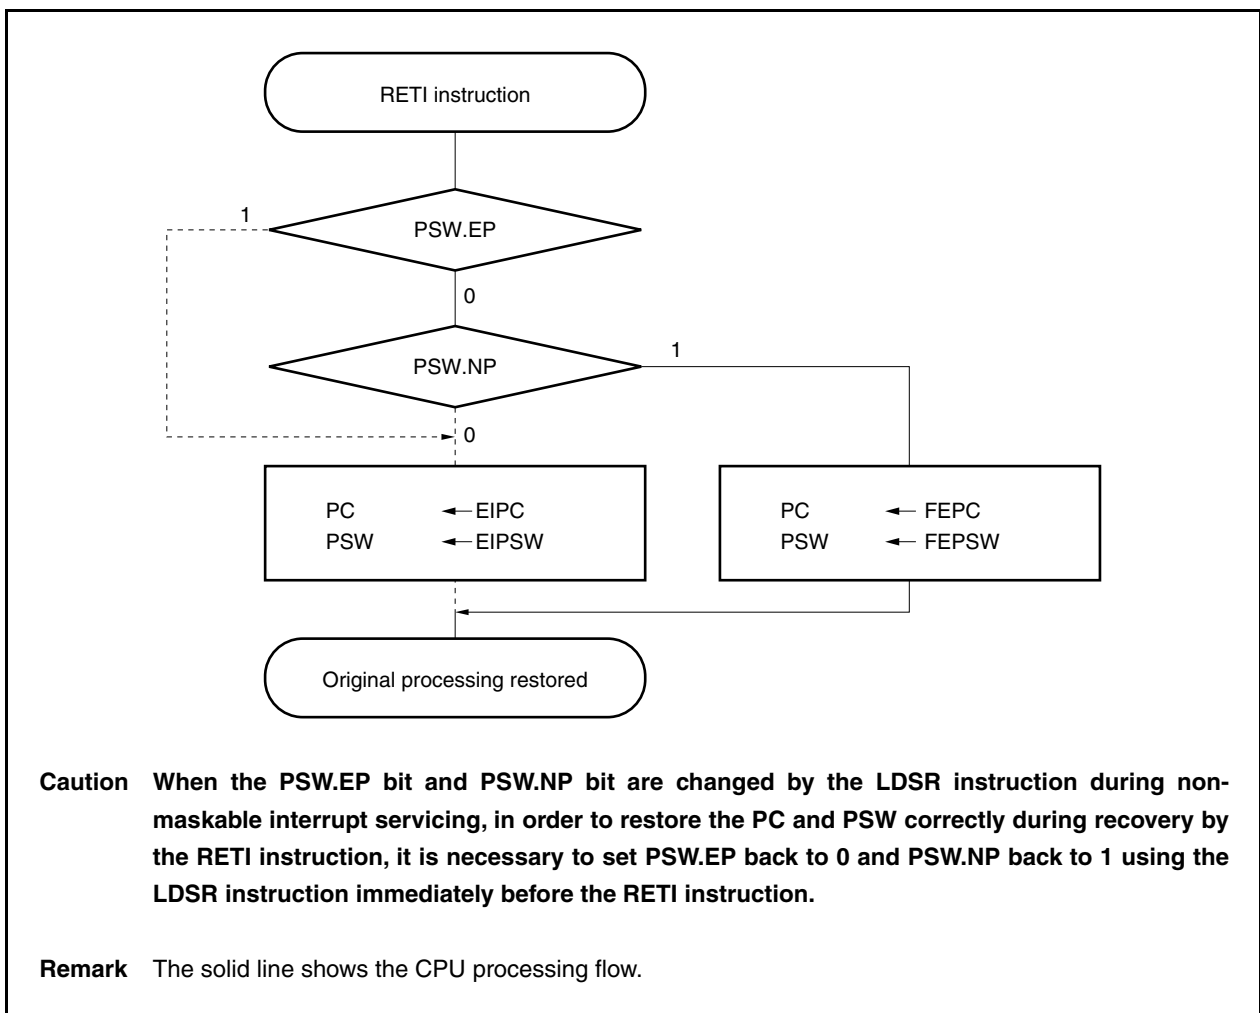 RETI instruction
1
PSW.EP
0
PSW.NP
1
0
PC ← EIPC
PSW ← EIPSW
PC ← FEPC
PSW ← FEPSW
Original processing restored
Caution When the PSW.EP bit and PSW.NP bit are changed by the LDSR instruction during non-
maskable interrupt servicing, in order to restore the PC and PSW correctly during recovery by
the RETI instruction, it is necessary to set PSW.EP back to 0 and PSW.NP back to 1 using the
LDSR instruction immediately before the RETI instruction.
Remark The solid line shows the CPU processing flow.